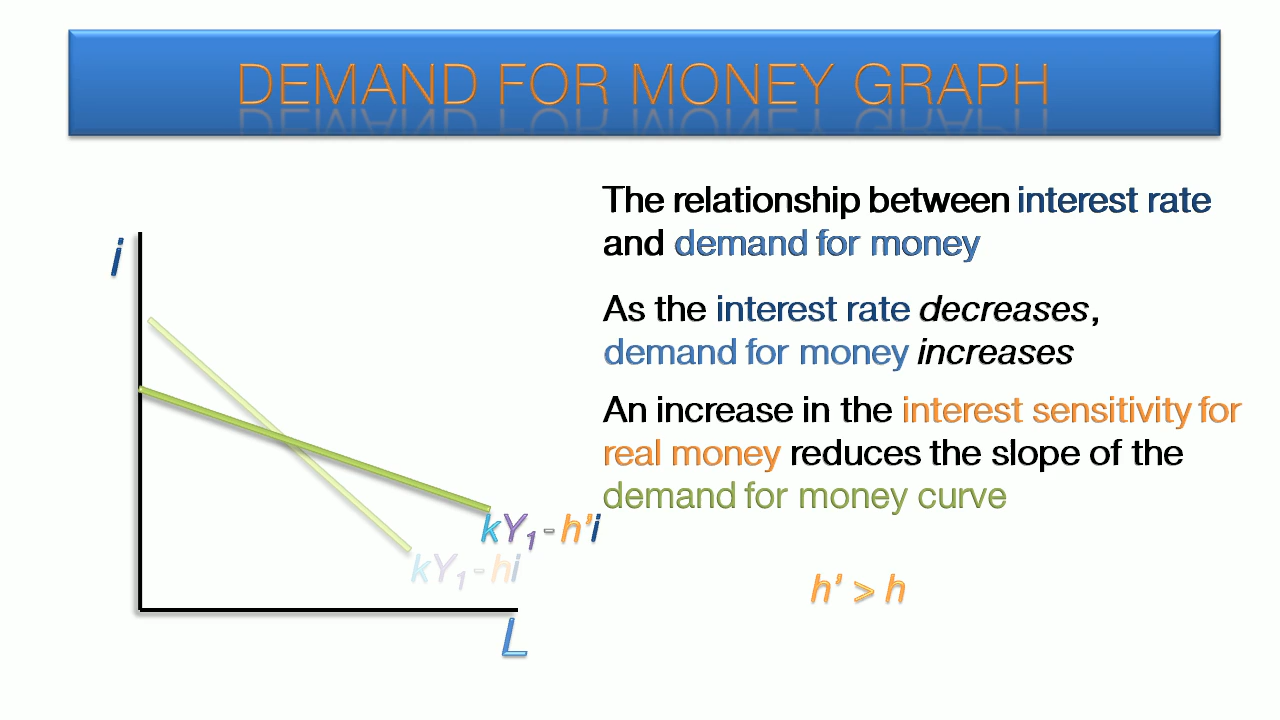 DEMAND FOR MONEY GRAPH
The relationship between interest rate
and demand for money
As the interest rate decreases,
demand for money increases
An increase in the interest sensitivity for
real money reduces the slope of the
demand for money curve
h' > h
i
kY₁ - h'i
kY₁ - hi
L